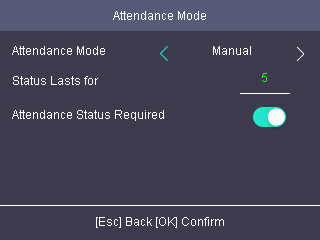 Attendance Mode
Attendance Mode Manual
Status Lasts for 5
Attendance Status Required
[Esc] Back [OK] Confirm